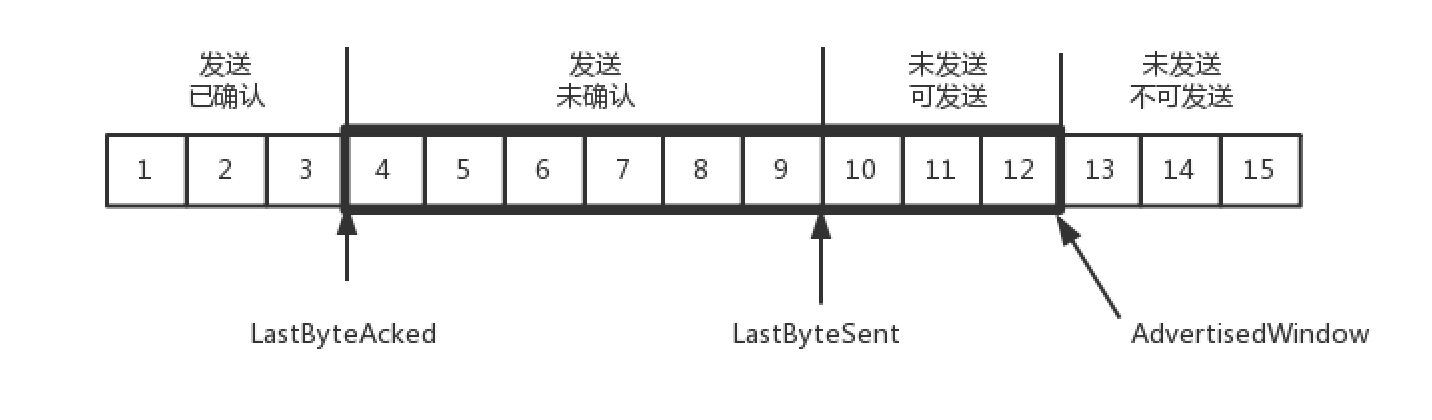 发送
已确认
发送
未确认
未发送
可发送
未发送
不可发送
1 2 3 4 5 6 7 8 9 10 11 12 13 14 15
LastByteAcked
LastByteSent
AdvertisedWindow